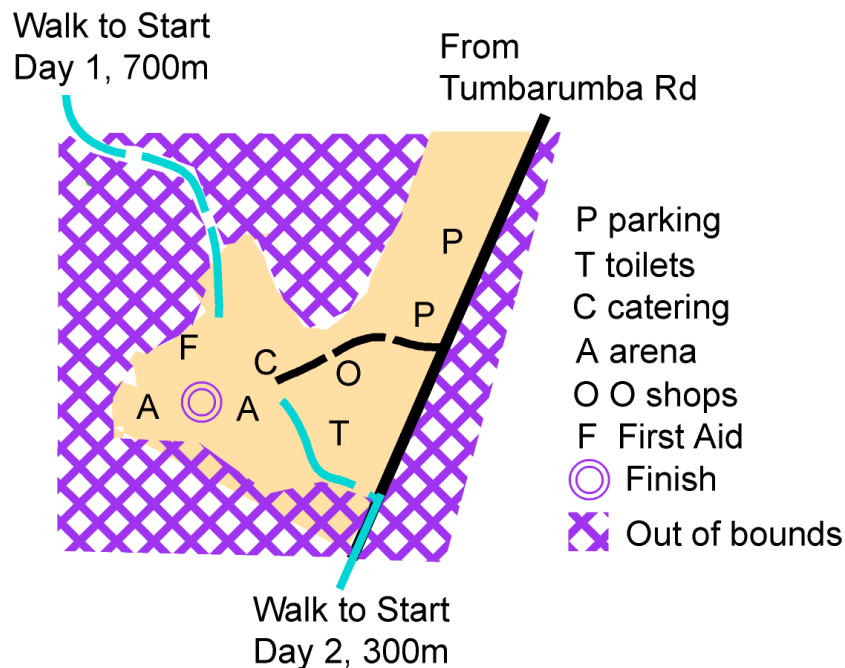 Walk to Start
Day 1, 700m
From
Tumbarumba Rd
P
P
F
C
O
A
A
T
P parking
T toilets
C catering
A arena
O O shops
F First Aid
Finish
Out of bounds
Walk to Start
Day 2, 300m